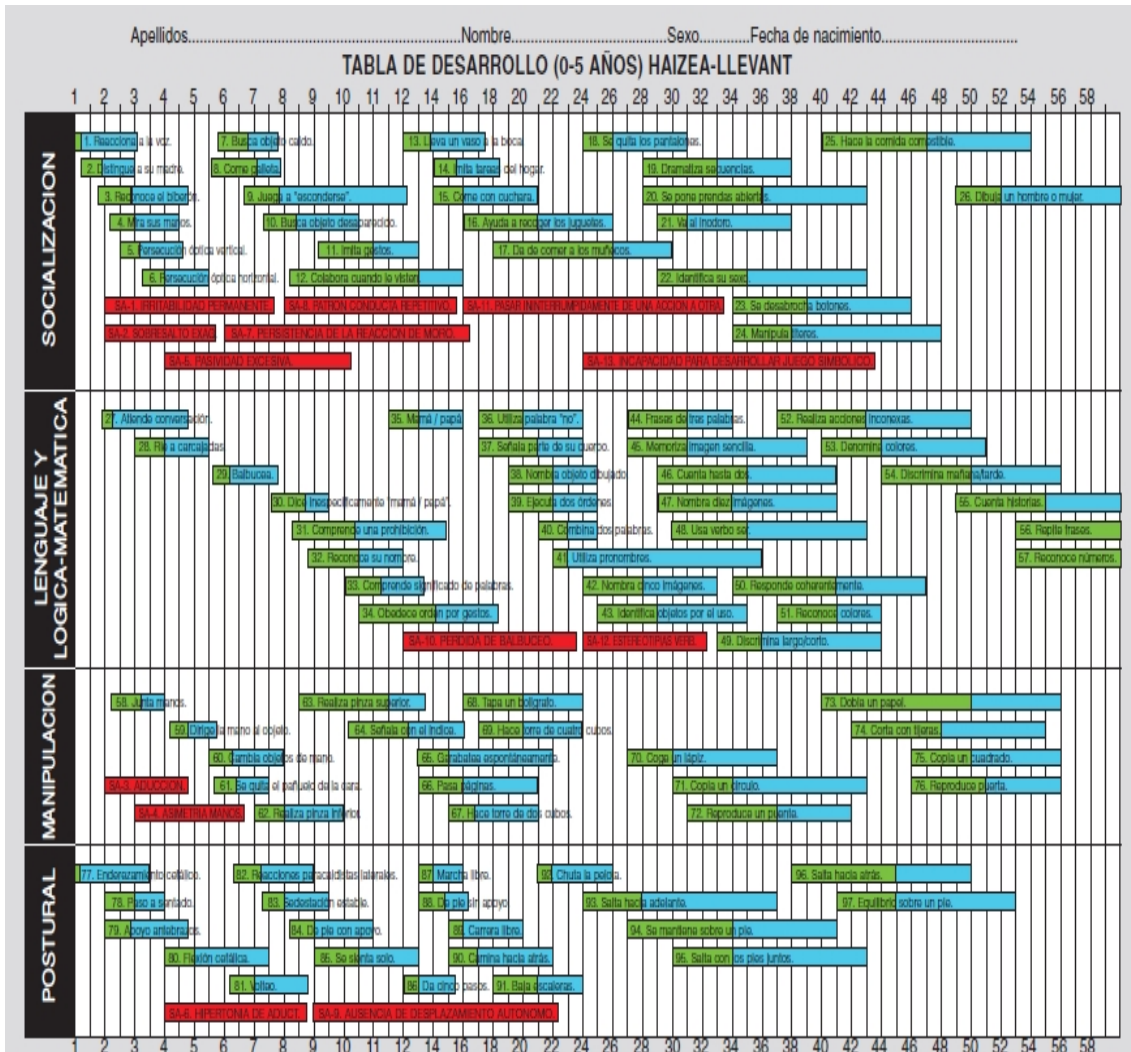 Apellidos..........Nombre..........Sexo..........Fecha de nacimiento..........
TABLA DE DESARROLLO (0-5 AÑOS) HAIZEA-LLEVANT
1 2 3 4 5 6 7 8 9 10 11 12 13 14 15 16 17 18 19 20 21 22 24 26 28 30 32 34 36 38 40 42 44 46 48 50 52 54 56 58
SOCIALIZACION
1. Reacciona a la voz.
7. Busca objeto caído.
13. Lleva un vaso a la boca.
18. Se quita los pantalones.
25. Hace la comida comestible.
2. Distingue a su madre.
8. Come galleta.
14. Imita tareas del hogar.
19. Dramatiza secuencias.
3. Reconoce el biberón.
9. Juega a "esconderse".
15. Come con cuchara.
20. Se pone prendas abiertas.
26. Dibuja un hombre o mujer.
4. Mira sus manos.
10. Busca objeto desaparecido.
16. Ayuda a recoger los juguetes.
21. Va al inodoro.
5. Persecución óptica vertical.
11. Imita gestos.
17. Da de comer a los muñecos.
6. Persecución óptica horizontal.
12. Colabora cuando le visten.
22. Identifica su sexo.
SA-1. IRRITABILIDAD PERMANENTE.
SA-8. PATRON CONDUCTA REPETITIVO.
SA-11. PASAR ININTERRUMPIDAMENTE DE UNA ACCION A OTRA.
23. Se desabrocha botones.
SA-2. SOBRESALTO EXAG.
SA-7. PERSISTENCIA DE LA REACCION DE MORO.
24. Manipula títeres.
SA-5. PASIVIDAD EXCESIVA.
SA-13. INCAPACIDAD PARA DESARROLLAR JUEGO SIMBOLICO.
LENGUAJE Y
LOGICA-MATEMATICA
27. Atiende conversación.
35. Mamá / papá
36. Utiliza palabra "no".
44. Frases de tres palabras.
52. Realiza acciones inconexas.
28. Ríe a carcajadas.
37. Señala parte de su cuerpo.
45. Memoriza imagen sencilla.
53. Denomina colores.
29. Balbucea.
38. Nombra objeto dibujado.
46. Cuenta hasta dos.
54. Discrimina mañana/tarde.
30. Dice inespecíficamente "mamá / papá".
39. Ejecuta dos órdenes.
47. Nombra diez imágenes.
55. Cuenta historias.
31. Comprende una prohibición.
40. Combina dos palabras.
48. Usa verbo ser.
56. Repite frases.
32. Reconoce su nombre.
41. Utiliza pronombres.
57. Reconoce números.
33. Comprende significado de palabras.
42. Nombra cinco imágenes.
50. Responde coherentemente.
34. Obedece orden por gestos.
43. Identifica objetos por el uso.
51. Reconoce colores.
SA-10. PERDIDA DE BALBUCEO.
SA-12. ESTEREOTIPIAS VERB.
49. Discrimina largo/corto.
MANIPULACION
58. Junta manos.
63. Realiza pinza superior.
68. Tapa un bolígrafo.
73. Dobla un papel.
59. Dirige la mano al objeto.
64. Señala con el índice.
69. Hace torre de cuatro cubos.
74. Corta con tijeras.
60. Cambia objetos de mano.
65. Garabatea espontáneamente.
70. Coge un lápiz.
75. Copia un cuadrado.
SA-3. ADUCCION.
61. Se quita el pañuelo de la cara.
66. Pasa páginas.
71. Copia un círculo.
76. Reproduce puerta.
SA-4. ASIMETRIA MANOS.
62. Realiza pinza inferior.
67. Hace torre de dos cubos.
72. Reproduce un puente.
POSTURAL
77. Enderezamiento cefálico.
82. Reacciones paracaidistas laterales.
87. Marcha libre.
92. Chuta la pelota.
96. Salta hacia atrás.
78. Paso a sentado.
83. Sedestación estable.
88. De pie sin apoyo
93. Salta hacia adelante.
97. Equilibrio sobre un pie.
79. Apoyo antebrazos.
84. De pie con apoyo.
89. Carrera libre.
94. Se mantiene sobre un pie.
80. Flexión cefálica.
85. Se sienta solo.
90. Camina hacia atrás.
95. Salta con los pies juntos.
81. Volteo.
86. Da cinco pasos.
91. Baja escaleras.
SA-6. HIPERTONIA DE ADUCT.
SA-9. AUSENCIA DE DESPLAZAMIENTO AUTONOMO.
1 2 3 4 5 6 7 8 9 10 11 12 13 14 15 16 17 18 19 20 21 22 24 26 28 30 32 34 36 38 40 42 44 46 48 50 52 54 56 58